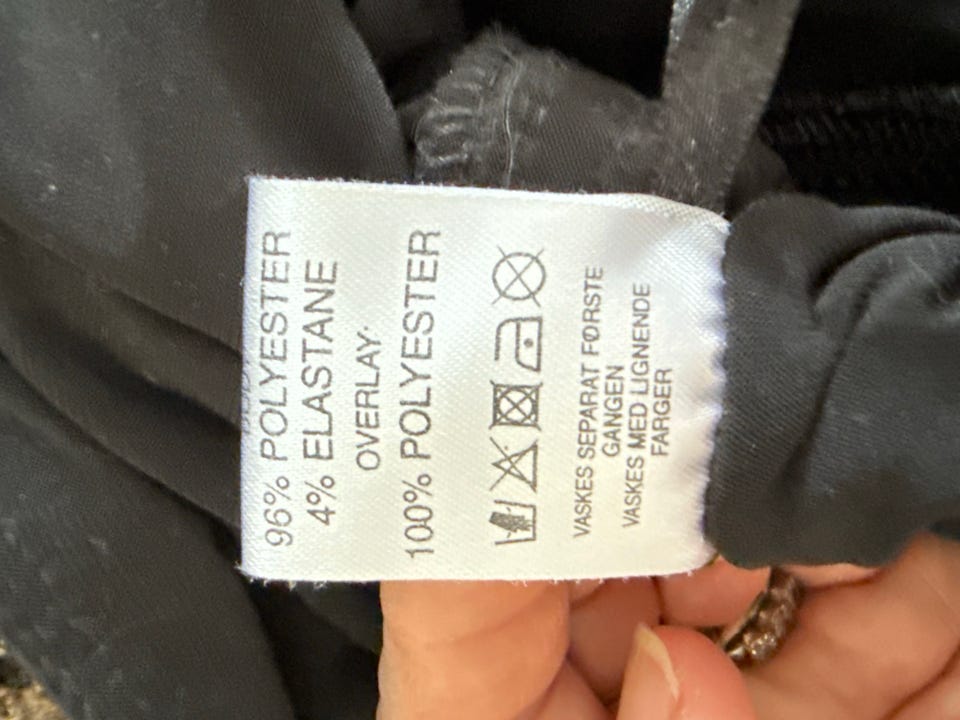 96% POLYESTER
4% ELASTANE
OVERLAY
100% POLYESTER
VASKES SEPARAT FØRSTE
GANGEN
VASKES MED LIGNENDE
FARGER